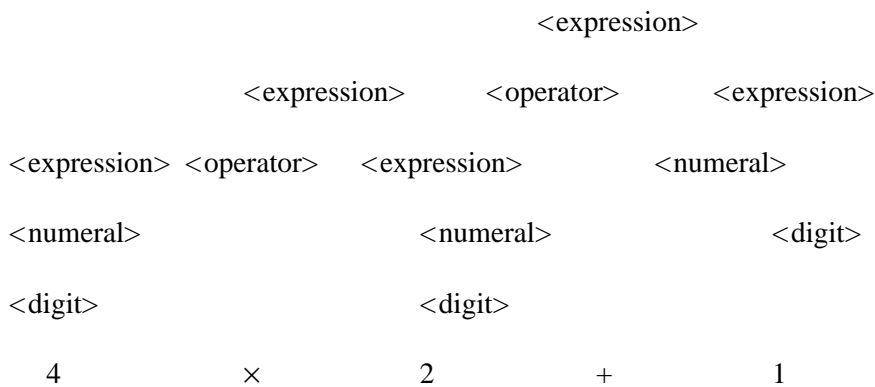 <expression>
<expression> <operator> <expression>
<expression> <operator> <expression> <numeral>
<numeral> <numeral> <digit>
<digit> <digit>
4 × 2 + 1